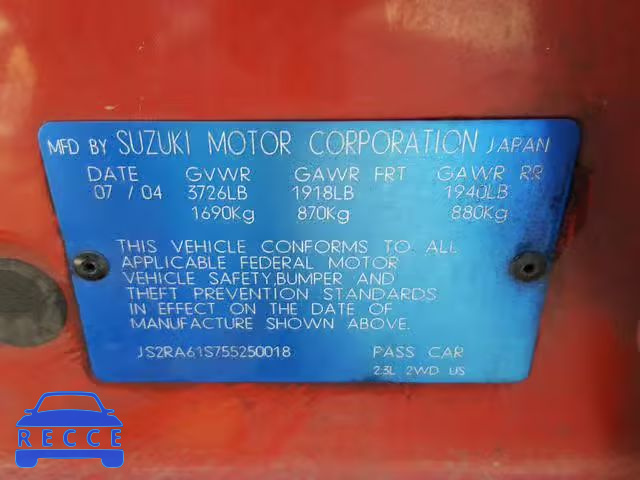 MFD BY SUZUKI MOTOR CORPORATION JAPAN
DATE GVWR GAWR FRT GAWR RR
07 / 04 3726LB 1918LB 1940LB
1690Kg 870Kg 880Kg
THIS VEHICLE CONFORMS TO ALL
APPLICABLE FEDERAL MOTOR
VEHICLE SAFETY,BUMPER AND
THEFT PREVENTION STANDARDS
IN EFFECT ON THE DATE OF
MANUFACTURE SHOWN ABOVE.
JS2RA61S755250018 PASS CAR
2.3L 2WD US
RECCE